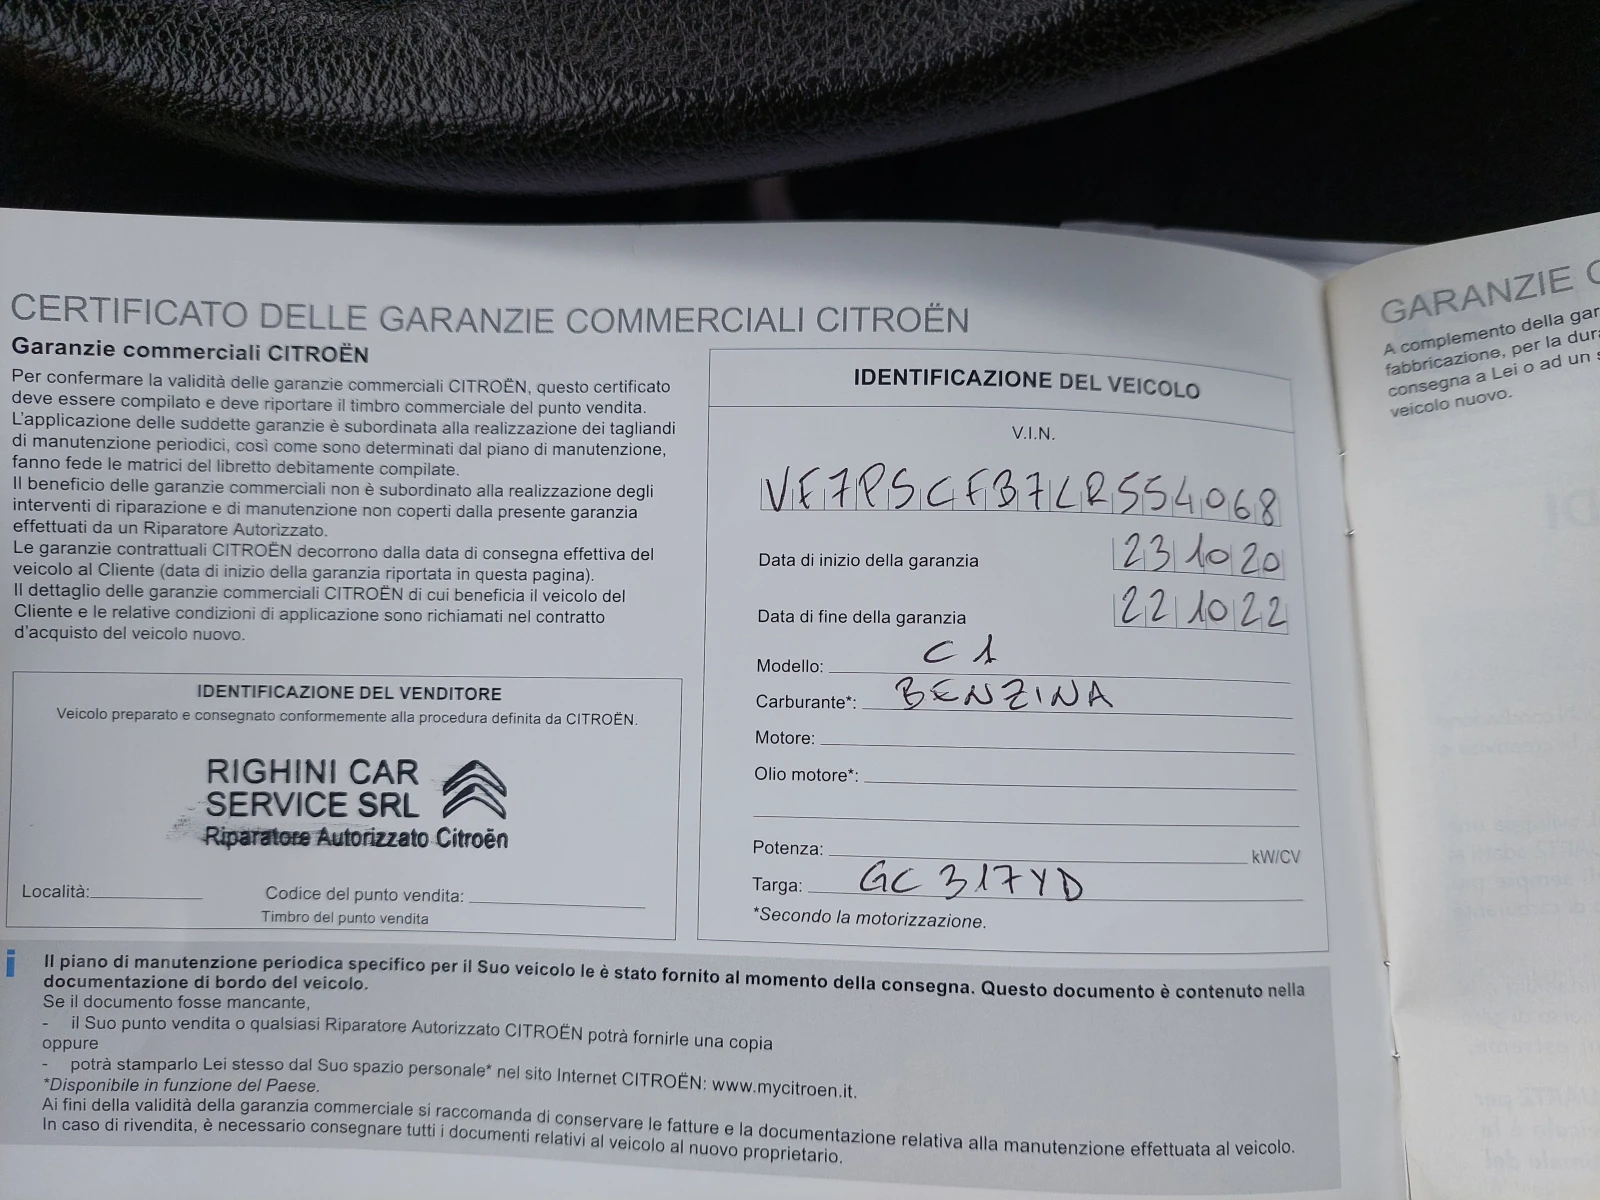 CERTIFICATO DELLE GARANZIE COMMERCIALI CITROËN
Garanzie commerciali CITROËN
Per confermare la validità delle garanzie commerciali CITROËN, questo certificato
deve essere compilato e deve riportare il timbro commerciale del punto vendita.
L'applicazione delle suddette garanzie è subordinata alla realizzazione dei tagliandi
di manutenzione periodici, così come sono determinati dal piano di manutenzione,
fanno fede le matrici del libretto debitamente compilate.
Il beneficio delle garanzie commerciali non è subordinato alla realizzazione degli
interventi di riparazione e di manutenzione non coperti dalla presente garanzia
effettuati da un Riparatore Autorizzato.
Le garanzie contrattuali CITROËN decorrono dalla data di consegna effettiva del
veicolo al Cliente (data di inizio della garanzia riportata in questa pagina).
Il dettaglio delle garanzie commerciali CITROËN di cui beneficia il veicolo del
Cliente e le relative condizioni di applicazione sono richiamati nel contratto
d'acquisto del veicolo nuovo.
IDENTIFICAZIONE DEL VENDITORE
Veicolo preparato e consegnato conformemente alla procedura definita da CITROËN.
RIGHINI CAR
SERVICE SRL
Riparatore Autorizzato Citroën
Località: Codice del punto vendita:
Timbro del punto vendita
IDENTIFICAZIONE DEL VEICOLO
V.I.N.
VF7PSCFB7LR554068
Data di inizio della garanzia 23 10 20
Data di fine della garanzia 22 10 22
Modello: C1
Carburante*: BENZINA
Motore:
Olio motore*:
Potenza: kW/CV
Targa: GC 317YD
*Secondo la motorizzazione.
i Il piano di manutenzione periodica specifico per il Suo veicolo le è stato fornito al momento della consegna. Questo documento è contenuto nella
documentazione di bordo del veicolo.
Se il documento fosse mancante,
- il Suo punto vendita o qualsiasi Riparatore Autorizzato CITROËN potrà fornirle una copia
oppure
- potrà stamparlo Lei stesso dal Suo spazio personale* nel sito Internet CITROËN: www.mycitroen.it.
*Disponibile in funzione del Paese.
Ai fini della validità della garanzia commerciale si raccomanda di conservare le fatture e la documentazione relativa alla manutenzione effettuata al veicolo.
In caso di rivendita, è necessario consegnare tutti i documenti relativi al veicolo al nuovo proprietario.
GARANZIE
A complemento della
fabbricazione, per la
consegna a Lei o ad un
veicolo nuovo.